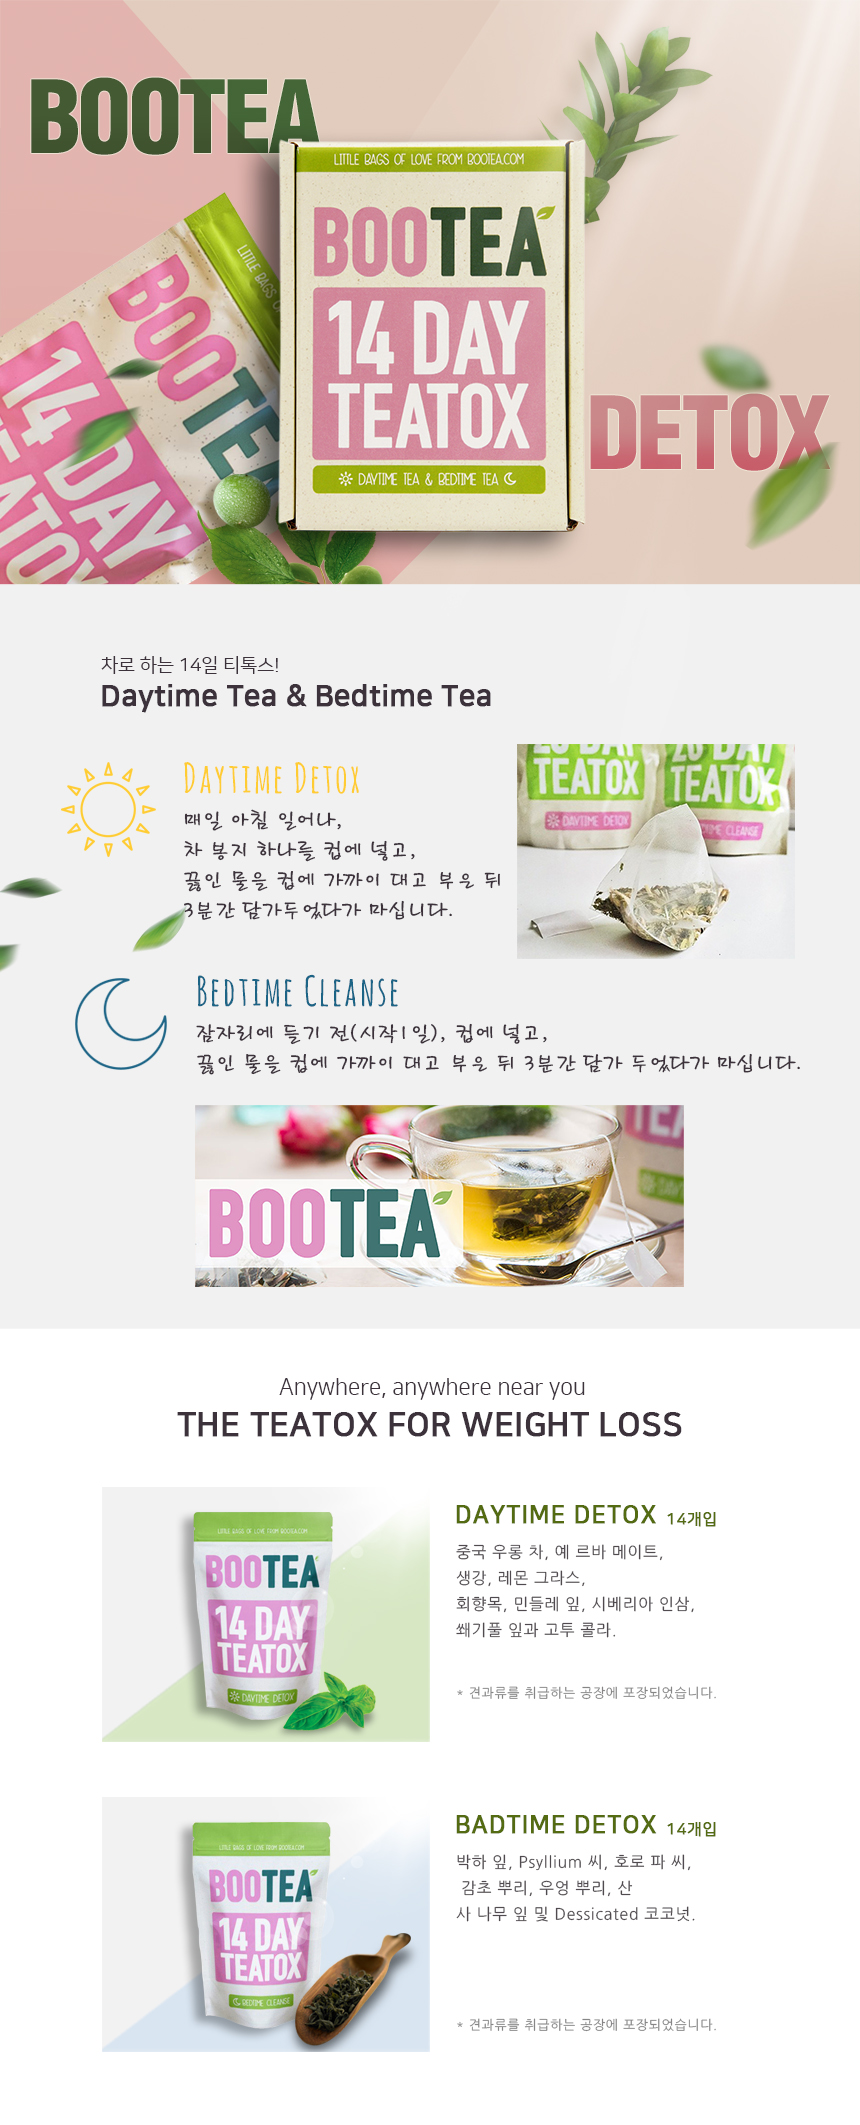 BOOTEA
LITTLE BAGS OF LOVE FROM BOOTEA.COM
BOOTEA
14 DAY
TEATOX
DAYTIME TEA & BEDTIME TEA
LITTLE BAGS O
BOOTEA
14 DAY
TEATOX
DETOX
차로 하는 14일 티톡스!
Daytime Tea & Bedtime Tea
DAYTIME DETOX
매일 아침 일어나,
차 봉지 하나를 컵에 넣고,
끓인 물을 컵에 가까이 대고 부은 뒤
3분간 담가두었다가 마십니다.
28 DAY
TEATOX
DAYTIME DETOX
28 DAY
TEATOX
BEDTIME CLEANSE
BEDTIME CLEANSE
잠자리에 들기 전(시작1일), 컵에 넣고,
끓인 물을 컵에 가까이 대고 부은 뒤 3분간 담가 두었다가 마십니다.
BOOTEA
Anywhere, anywhere near you
THE TEATOX FOR WEIGHT LOSS
LITTLE BAGS OF LOVE FROM BOOTEA.COM
BOOTEA
14 DAY
TEATOX
DAYTIME DETOX
DAYTIME DETOX 14개입
중국 우롱 차, 예 르바 메이트,
생강, 레몬 그라스,
회향목, 민들레 잎, 시베리아 인삼,
쐐기풀 잎과 고투 콜라.
* 견과류를 취급하는 공장에 포장되었습니다.
LITTLE BAGS OF LOVE FROM BOOTEA.COM
BOOTEA
14 DAY
TEATOX
BEDTIME CLEANSE
BADTIME DETOX 14개입
박하 잎, Psyllium 씨, 호로 파 씨,
감초 뿌리, 우엉 뿌리, 산
사 나무 잎 및 Dessicated 코코넛.
* 견과류를 취급하는 공장에 포장되었습니다.